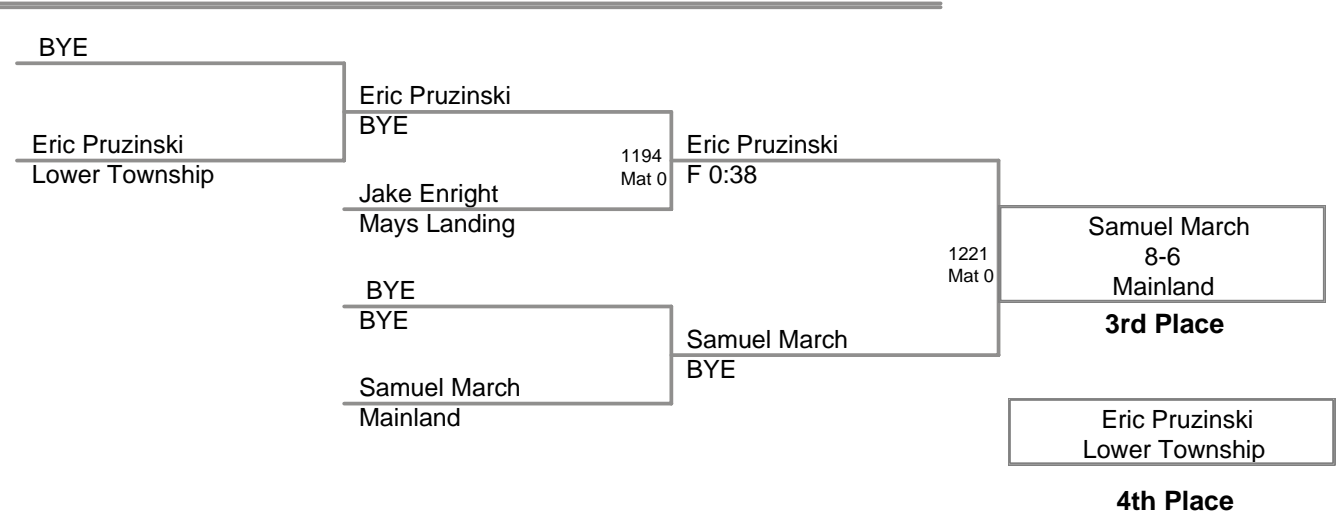 BYE
Eric Pruzinski
Lower Township
Eric Pruzinski
BYE
Jake Enright
Mays Landing
BYE
BYE
Samuel March
Mainland
1194
Mat 0
Eric Pruzinski
F 0:38
Samuel March
BYE
1221
Mat 0
Samuel March
8-6
Mainland
3rd Place
Eric Pruzinski
Lower Township
4th Place